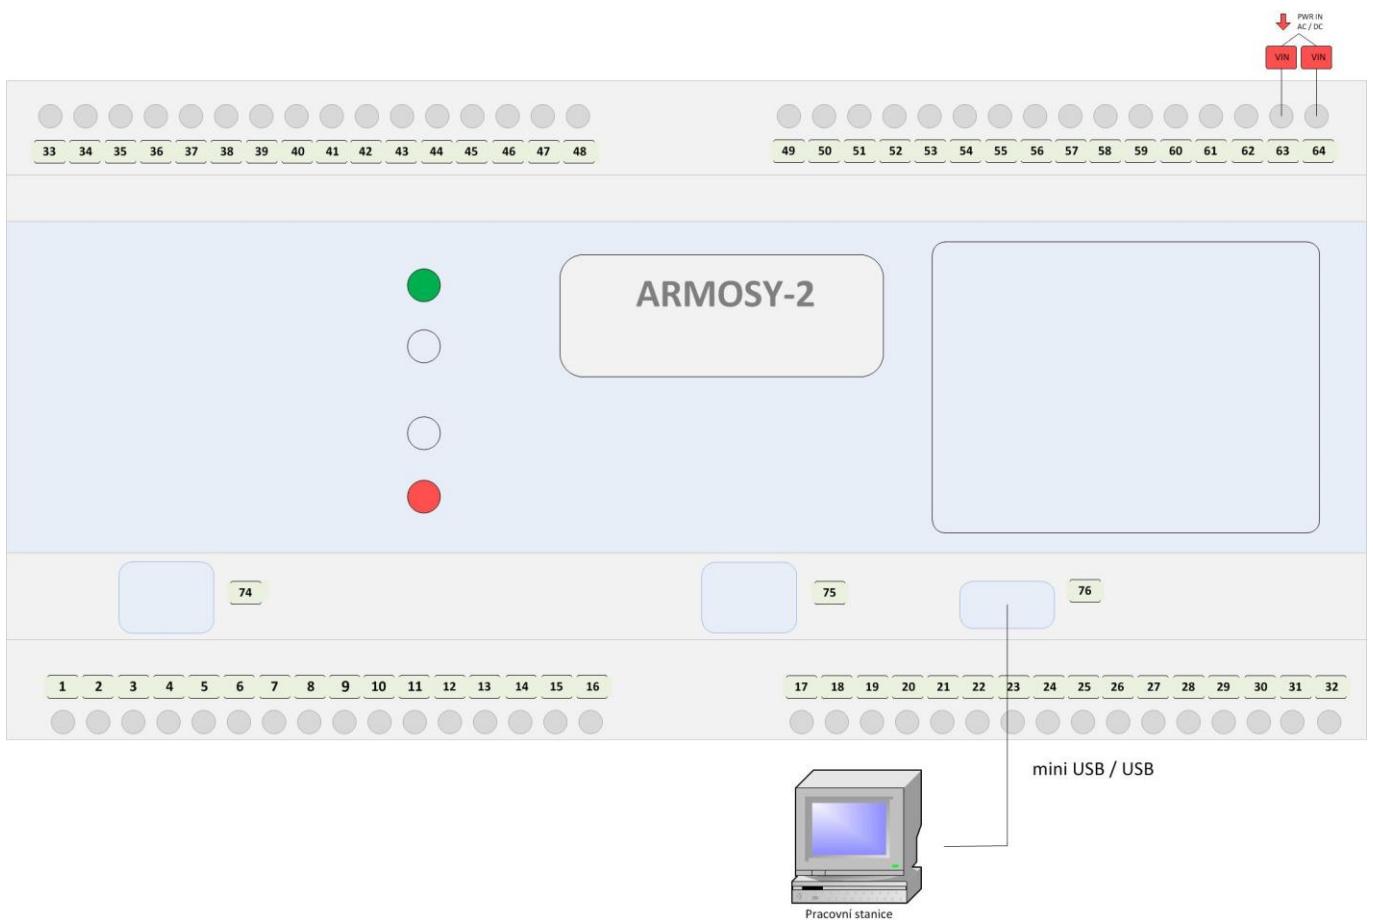 PWR IN
AC / DC
VIN VIN
33 34 35 36 37 38 39 40 41 42 43 44 45 46 47 48 49 50 51 52 53 54 55 56 57 58 59 60 61 62 63 64
ARMOSY-2
74 75 76
1 2 3 4 5 6 7 8 9 10 11 12 13 14 15 16 17 18 19 20 21 22 23 24 25 26 27 28 29 30 31 32
mini USB / USB
Pracovní stanice